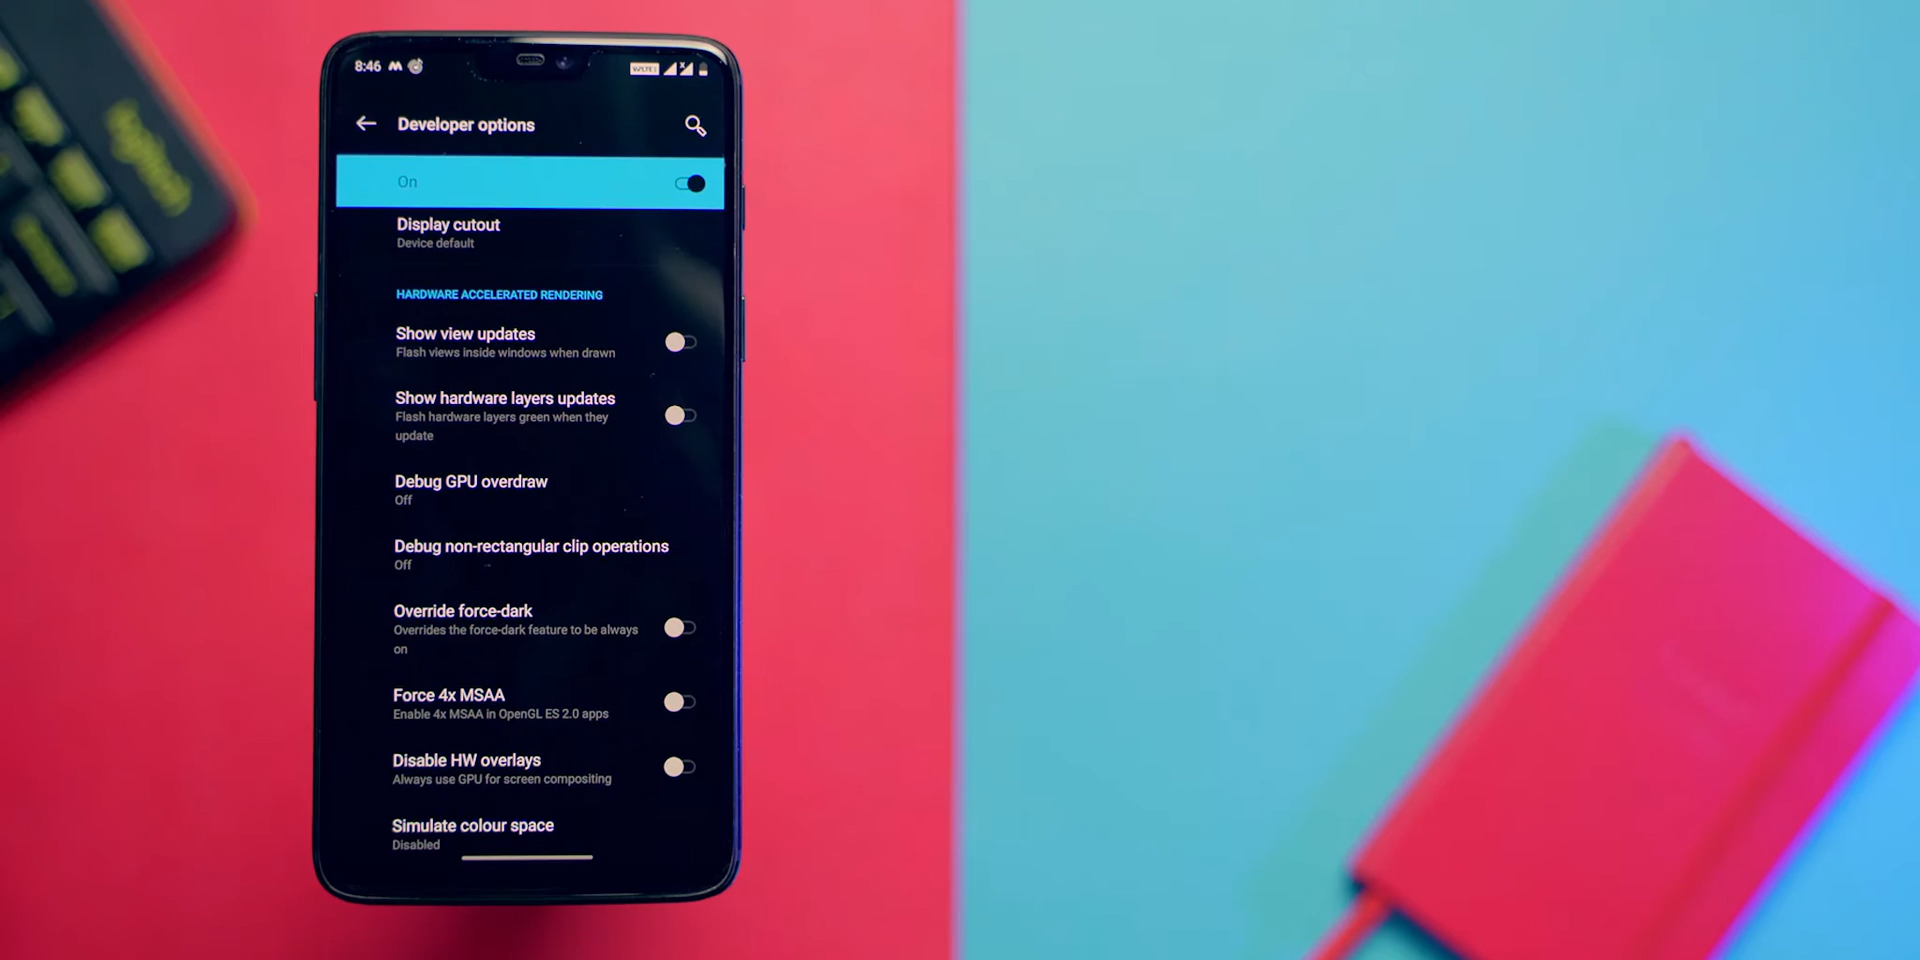 8:46
Developer options
On
Display cutout
Device default
HARDWARE ACCELERATED RENDERING
Show view updates
Flash views inside windows when drawn
Show hardware layers updates
Flash hardware layers green when they
update
Debug GPU overdraw
Off
Debug non-rectangular clip operations
Off
Override force-dark
Overrides the force-dark feature to be always
on
Force 4x MSAA
Enable 4x MSAA in OpenGL ES 2.0 apps
Disable HW overlays
Always use GPU for screen compositing
Simulate colour space
Disabled